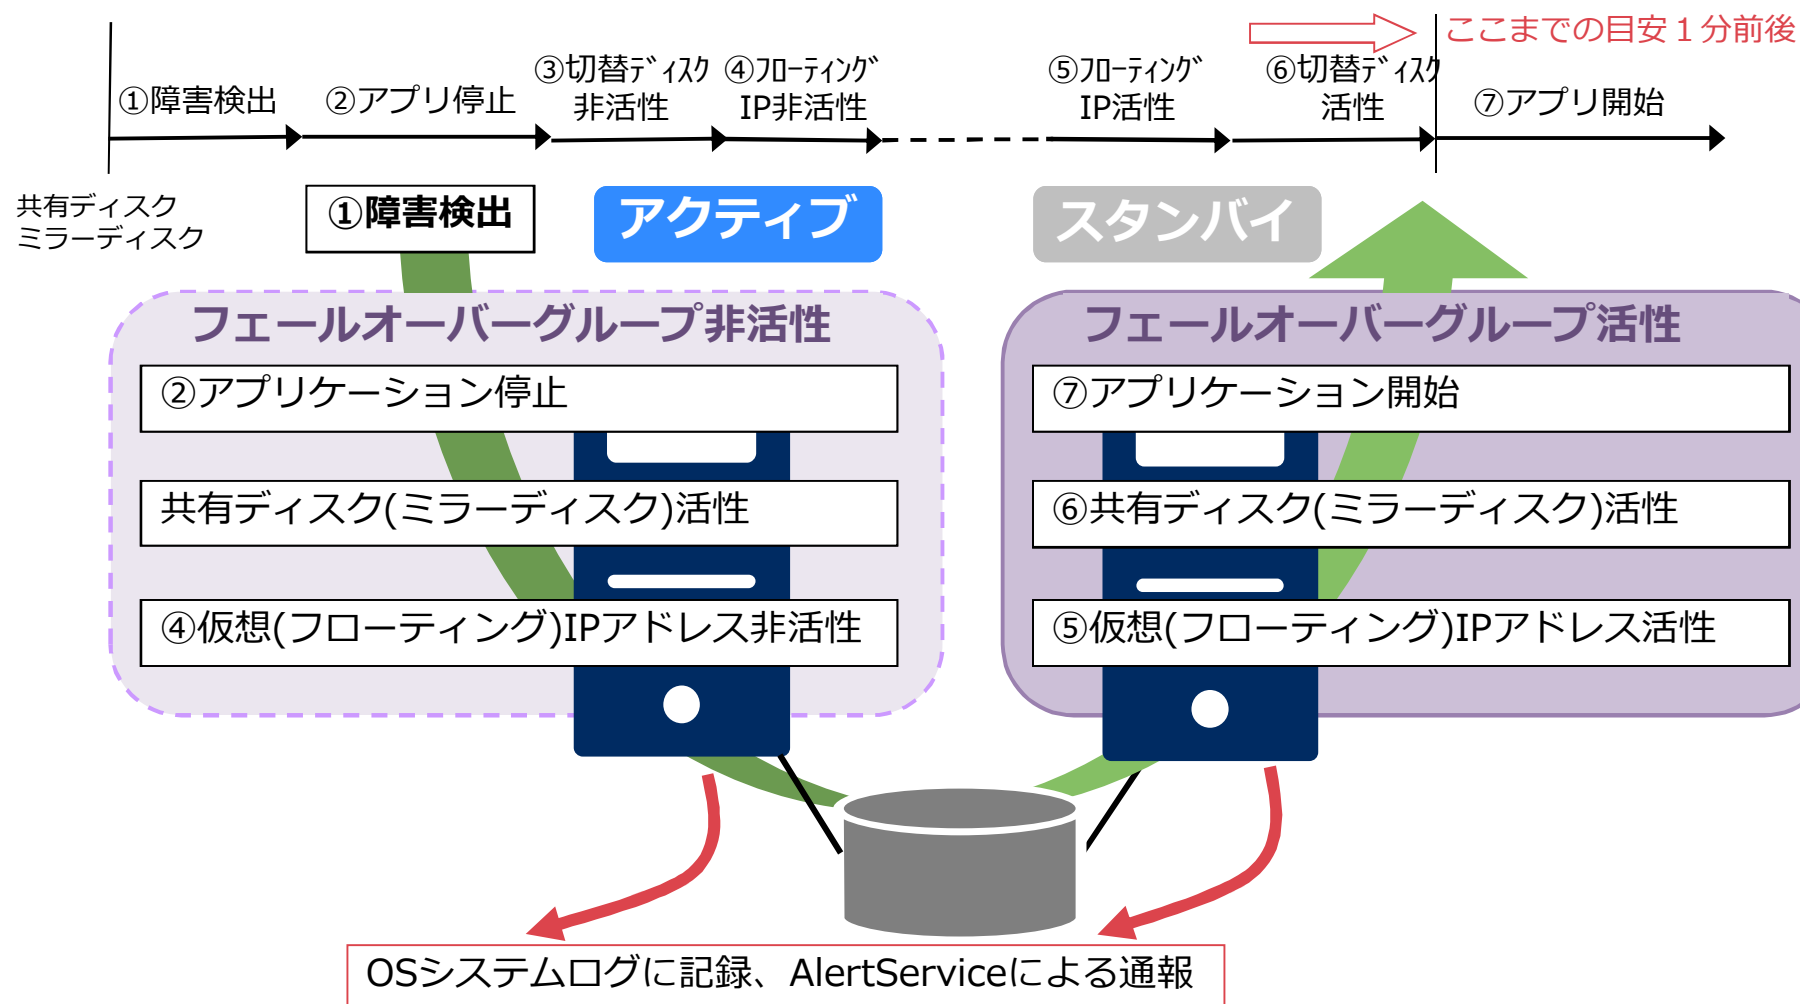 ここまでの目安１分前後
①障害検出
②アプリ停止
③切替ﾃﾞｨｽｸ
非活性
④ﾌﾛｰﾃｨﾝｸﾞ
IP非活性
⑤ﾌﾛｰﾃｨﾝｸﾞ
IP活性
⑥切替ﾃﾞｨｽｸ
活性
⑦アプリ開始
共有ディスク
ミラーディスク
①障害検出
アクティブ
スタンバイ
フェールオーバーグループ非活性
②アプリケーション停止
共有ディスク(ミラーディスク)活性
④仮想(フローティング)IPアドレス非活性
フェールオーバーグループ活性
⑦アプリケーション開始
⑥共有ディスク(ミラーディスク)活性
⑤仮想(フローティング)IPアドレス活性
OSシステムログに記録、AlertServiceによる通報